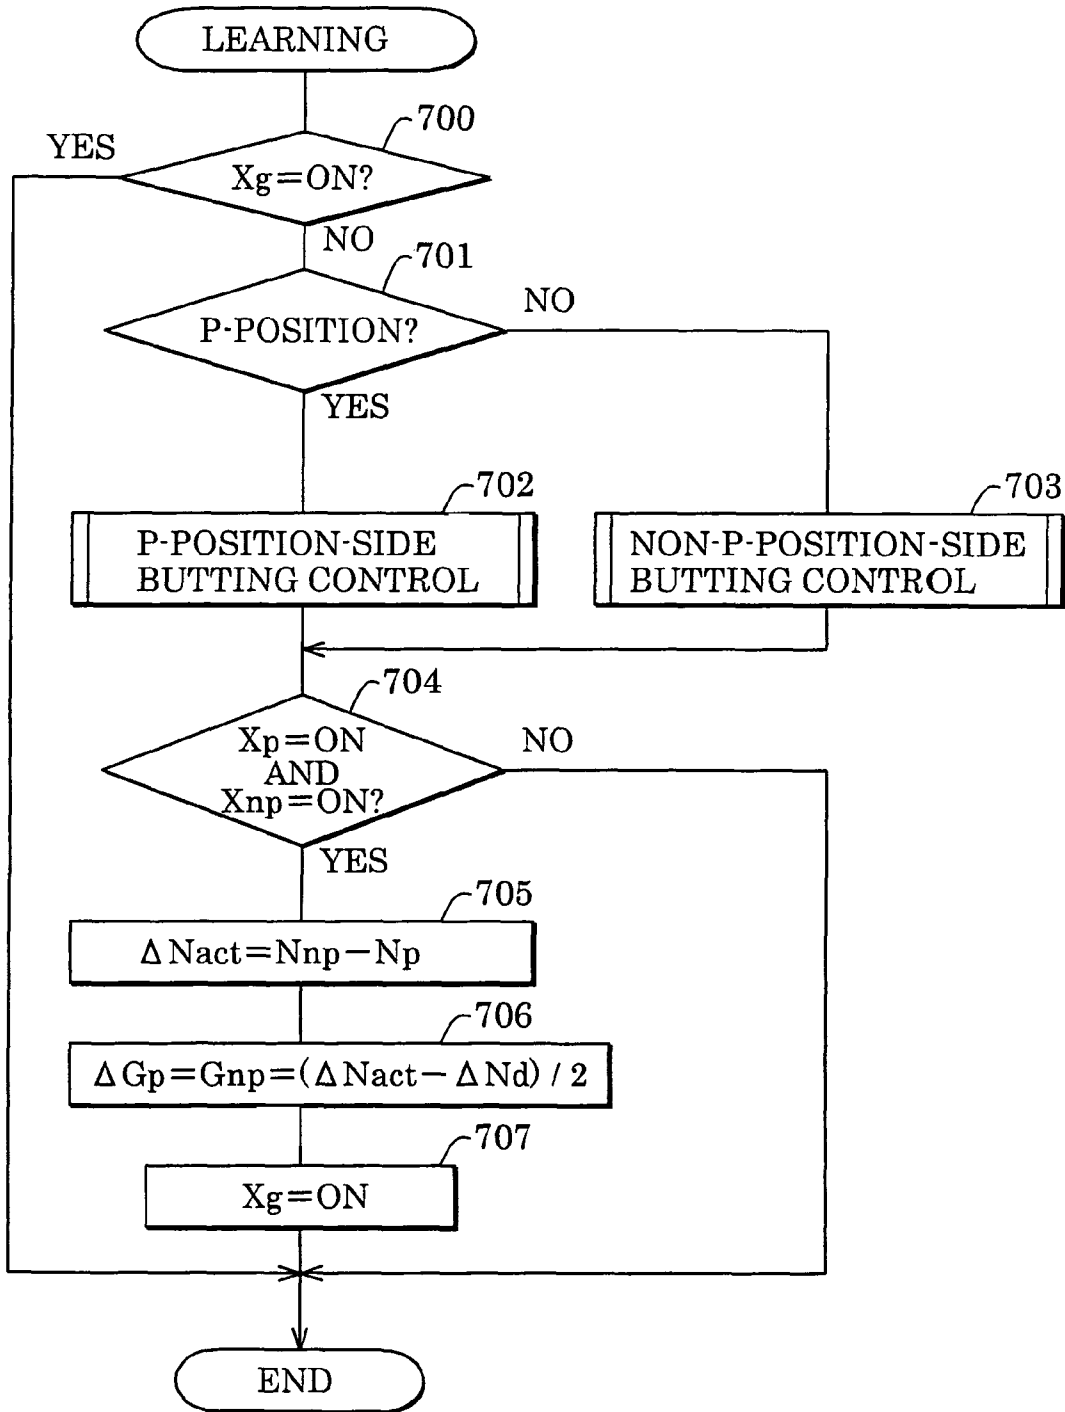 LEARNING
700
YES
Xg=ON?
NO
701
P-POSITION?
NO
YES
702
703
P-POSITION-SIDE
BUTTING CONTROL
NON-P-POSITION-SIDE
BUTTING CONTROL
704
Xp=ON
AND
Xnp=ON?
NO
YES
705
ΔNact=Nnp−Np
706
ΔGp=Gnp=(ΔNact−ΔNd) / 2
707
Xg=ON
END